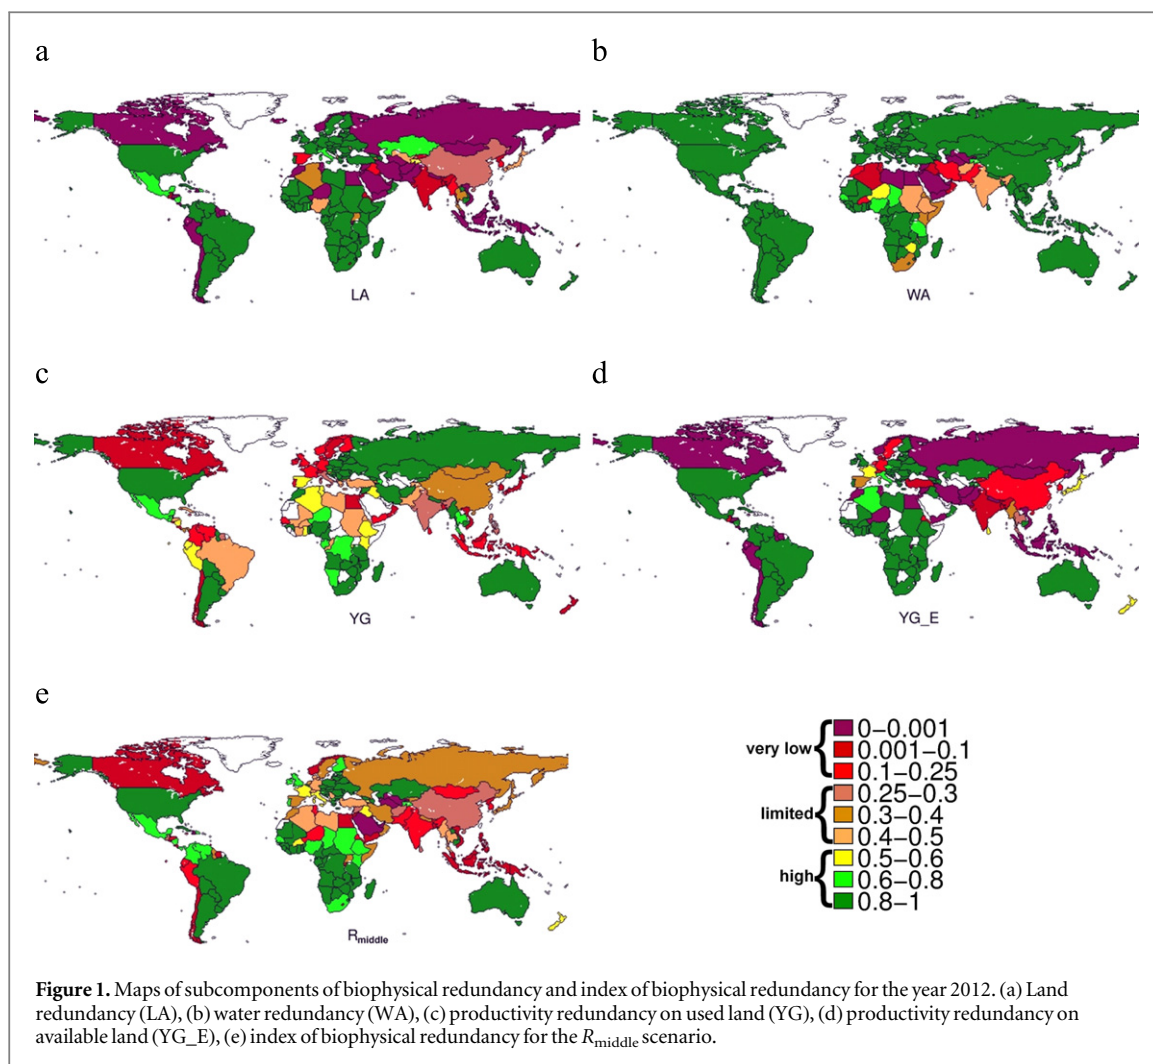 a
b
LA
WA
c
d
YG
YG_E
e
very low
0–0.001
0.001–0.1
0.1–0.25
limited
0.25–0.3
0.3–0.4
0.4–0.5
high
0.5–0.6
0.6–0.8
0.8–1
Rmiddle
Figure 1. Maps of subcomponents of biophysical redundancy and index of biophysical redundancy for the year 2012. (a) Land
redundancy (LA), (b) water redundancy (WA), (c) productivity redundancy on used land (YG), (d) productivity redundancy on
available land (YG_E), (e) index of biophysical redundancy for the Rmiddle scenario.